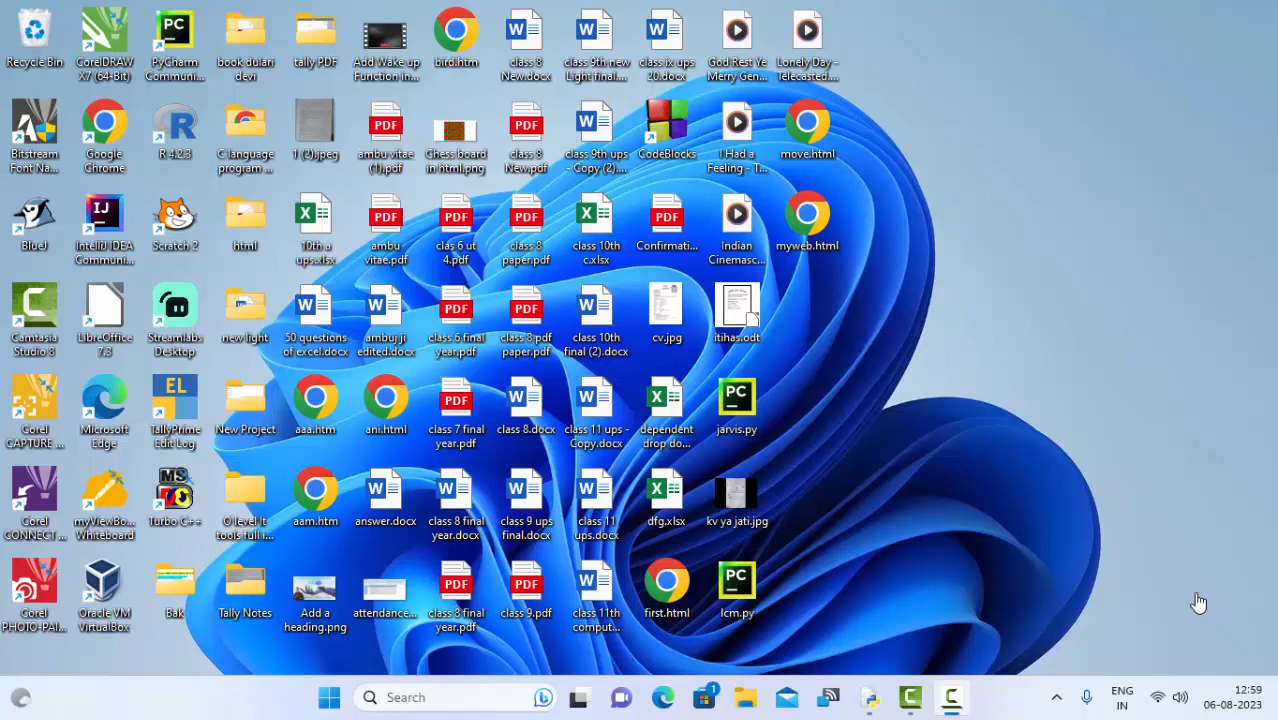 Recycle Bin
CorelDRAW
X7 (64-Bit)
PyCharm
Communi...
book dulari
devi
tally PDF
Add Wake up
Function in...
bird.htm
class 8
New.docx
class 9th new
Light final....
class ix ups
20.docx
God Rest Ye
Merry Gen...
Lonely Day -
Telecasted...
Bitstream
Font Na...
Google
Chrome
R 4.2.3
C language
program ...
1 (2).jpeg
ambu vitae
(1).pdf
Chess board
in html.png
class 8
New.pdf
class 9th ups
- Copy (2)....
CodeBlocks
I Had a
Feeling - T...
move.html
BlueJ
IntelliJ IDEA
Communi...
Scratch 2
html
10th a
ups.xlsx
ambu
vitae.pdf
clas 6 ut
4.pdf
class 8
paper.pdf
class 10th
c.xlsx
Confirmati...
Indian
Cinemasc...
myweb.html
Camtasia
Studio 8
LibreOffice
7.3
Streamlabs
Desktop
new light
50 questions
of excel.docx
ambuj ji
edited.docx
class 6 final
year.pdf
class 8 pdf
paper.pdf
class 10th
final (2).docx
cv.jpg
itihas.odt
Corel
CAPTURE ...
Microsoft
Edge
TallyPrime
Edit Log
New Project
aaa.htm
ani.html
class 7 final
year.pdf
class 8.docx
class 11 ups -
Copy.docx
dependent
drop do...
jarvis.py
Corel
CONNECT ...
myViewBo...
Whiteboard
Turbo C++
O level It
tools full i...
aam.htm
answer.docx
class 8 final
year.docx
class 9 ups
final.docx
class 11
ups.docx
dfg.xlsx
kv ya jati.jpg
Corel
PHOTO-PAI...
Oracle VM
VirtualBox
Bak
Tally Notes
Add a
heading.png
attendance...
class 8 final
year.pdf
class 9.pdf
class 11th
comput...
first.html
lcm.py
Search
1
ENG
IN
12:59
06-08-2023